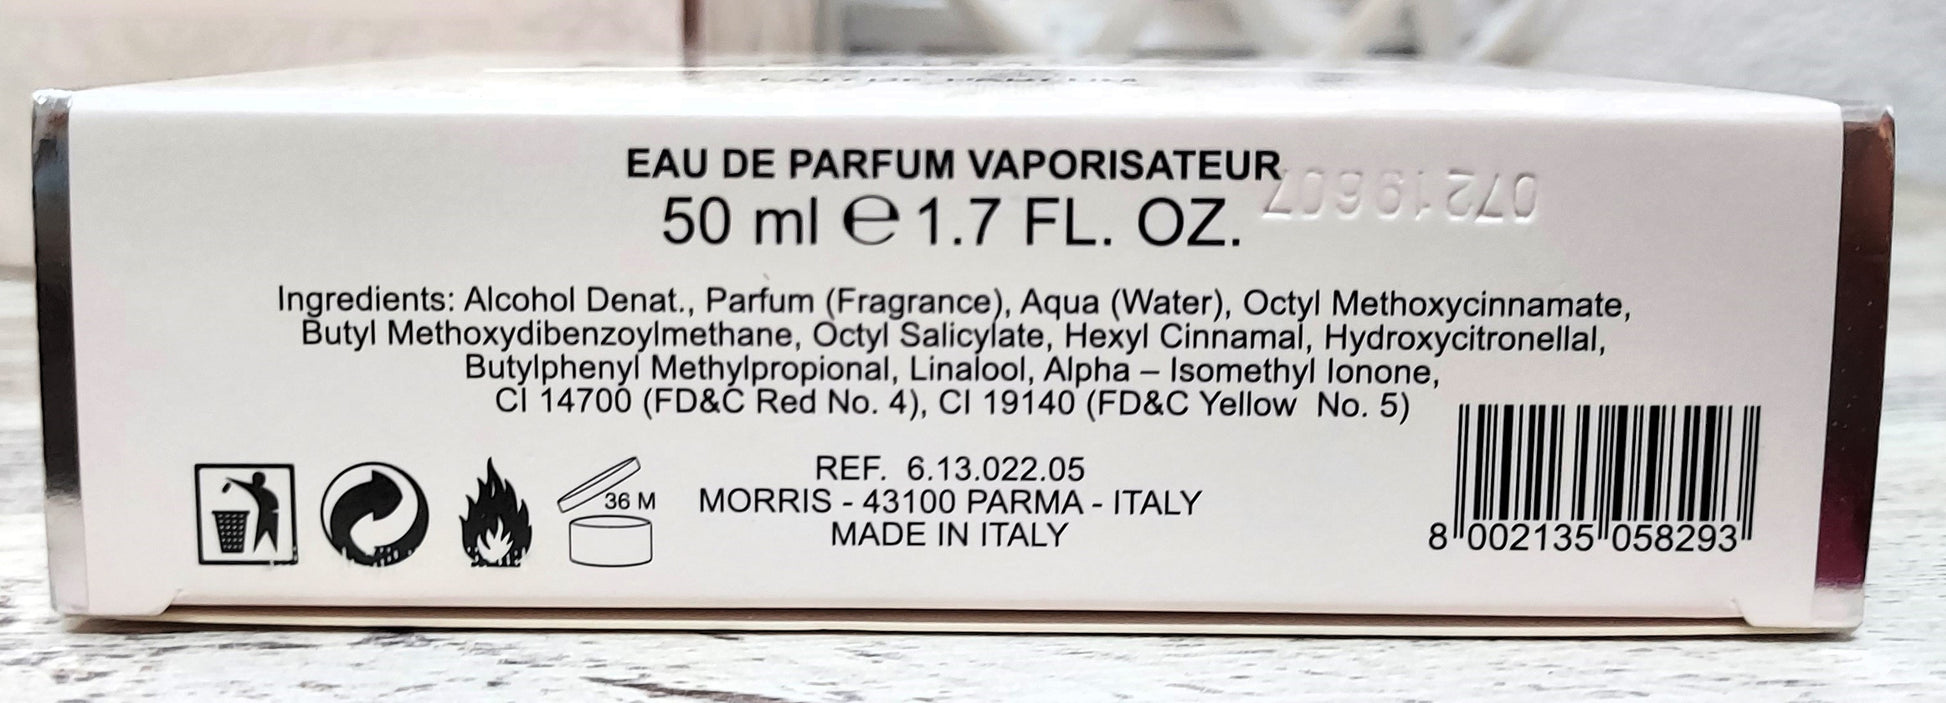 EAU DE PARFUM VAPORISATEUR
50 ml ℮ 1.7 FL. OZ.
07219607
Ingredients: Alcohol Denat., Parfum (Fragrance), Aqua (Water), Octyl Methoxycinnamate,
Butyl Methoxydibenzoylmethane, Octyl Salicylate, Hexyl Cinnamal, Hydroxycitronellal,
Butylphenyl Methylpropional, Linalool, Alpha – Isomethyl Ionone,
CI 14700 (FD&C Red No. 4), CI 19140 (FD&C Yellow No. 5)
36 M
REF. 6.13.022.05
MORRIS - 43100 PARMA - ITALY
MADE IN ITALY
8 002135 058293